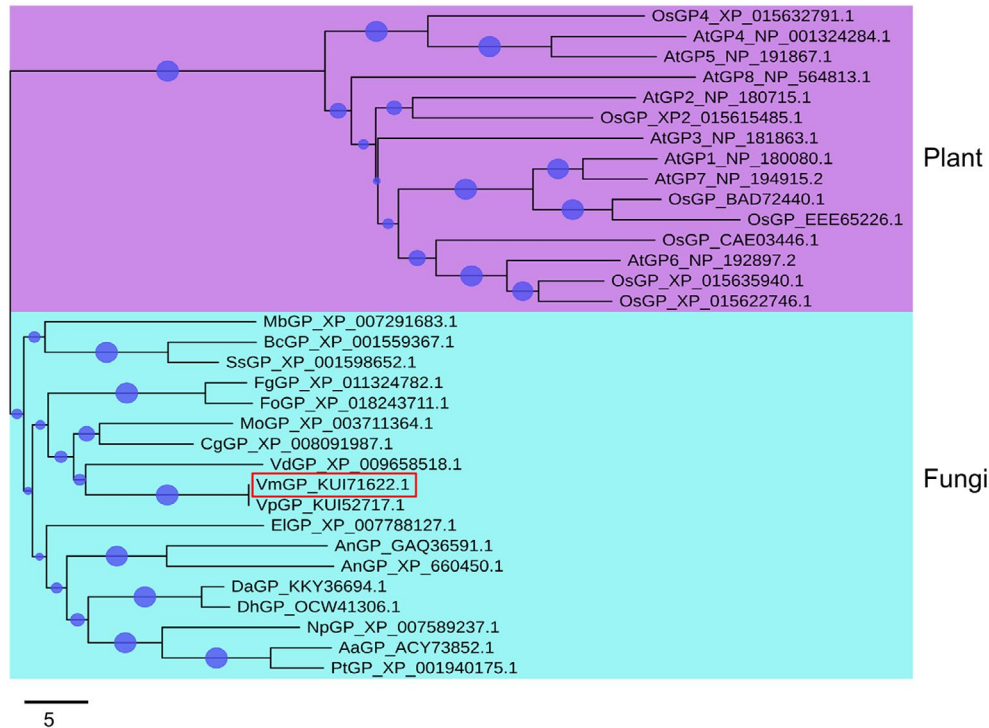 OsGP4_XP_015632791.1
AtGP4_NP_001324284.1
AtGP5_NP_191867.1
AtGP8_NP_564813.1
AtGP2_NP_180715.1
OsGP_XP2_015615485.1
AtGP3_NP_181863.1
Plant
AtGP1_NP_180080.1
AtGP7_NP_194915.2
OsGP_BAD72440.1
OsGP_EEE65226.1
OsGP_CAE03446.1
AtGP6_NP_192897.2
OsGP_XP_015635940.1
OsGP_XP_015622746.1
MbGP_XP_007291683.1
BcGP_XP_001559367.1
SsGP_XP_001598652.1
FgGP_XP_011324782.1
FoGP_XP_018243711.1
MoGP_XP_003711364.1
CgGP_XP_008091987.1
VdGP_XP_009658518.1
Fungi
VmGP_KUI71622.1
VpGP_KUI52717.1
ElGP_XP_007788127.1
AnGP_GAQ36591.1
AnGP_XP_660450.1
DaGP_KKY36694.1
DhGP_OCW41306.1
NpGP_XP_007589237.1
AaGP_ACY73852.1
PtGP_XP_001940175.1
5